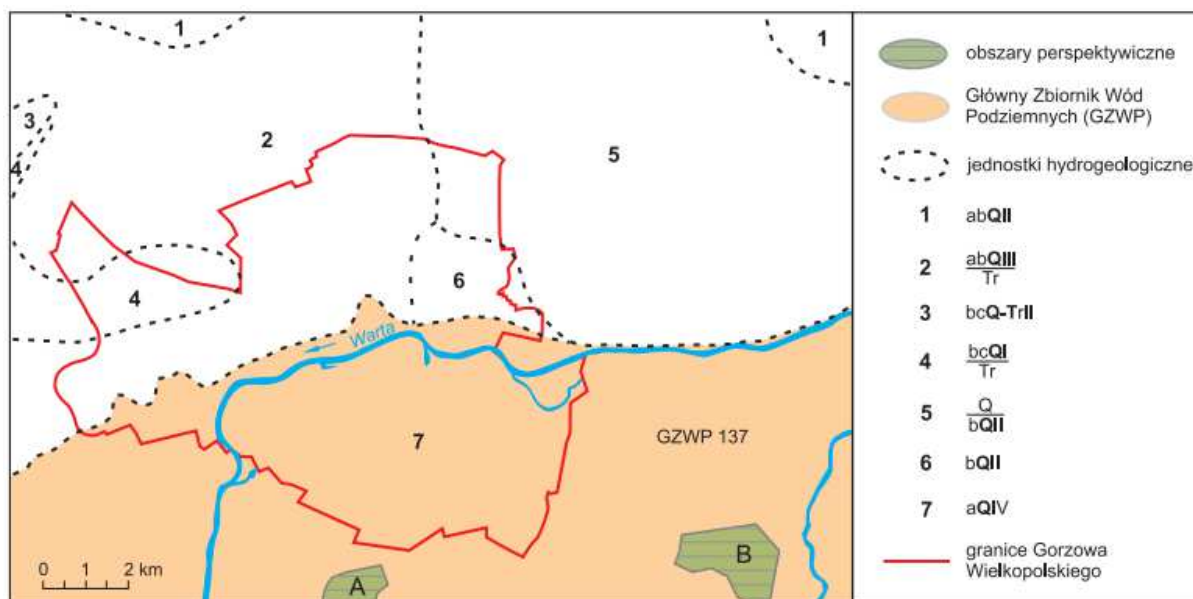 1
1
3
2
5
4
6
4
Warta
7
GZWP 137
0 1 2 km
A
B
obszary perspektywiczne
Główny Zbiornik Wód
Podziemnych (GZWP)
jednostki hydrogeologiczne
1 abQII
2 abQIII
Tr
3 bcQ-TrII
4 bcQI
Tr
5 Q
bQII
6 bQII
7 aQIV
granice Gorzowa
Wielkopolskiego